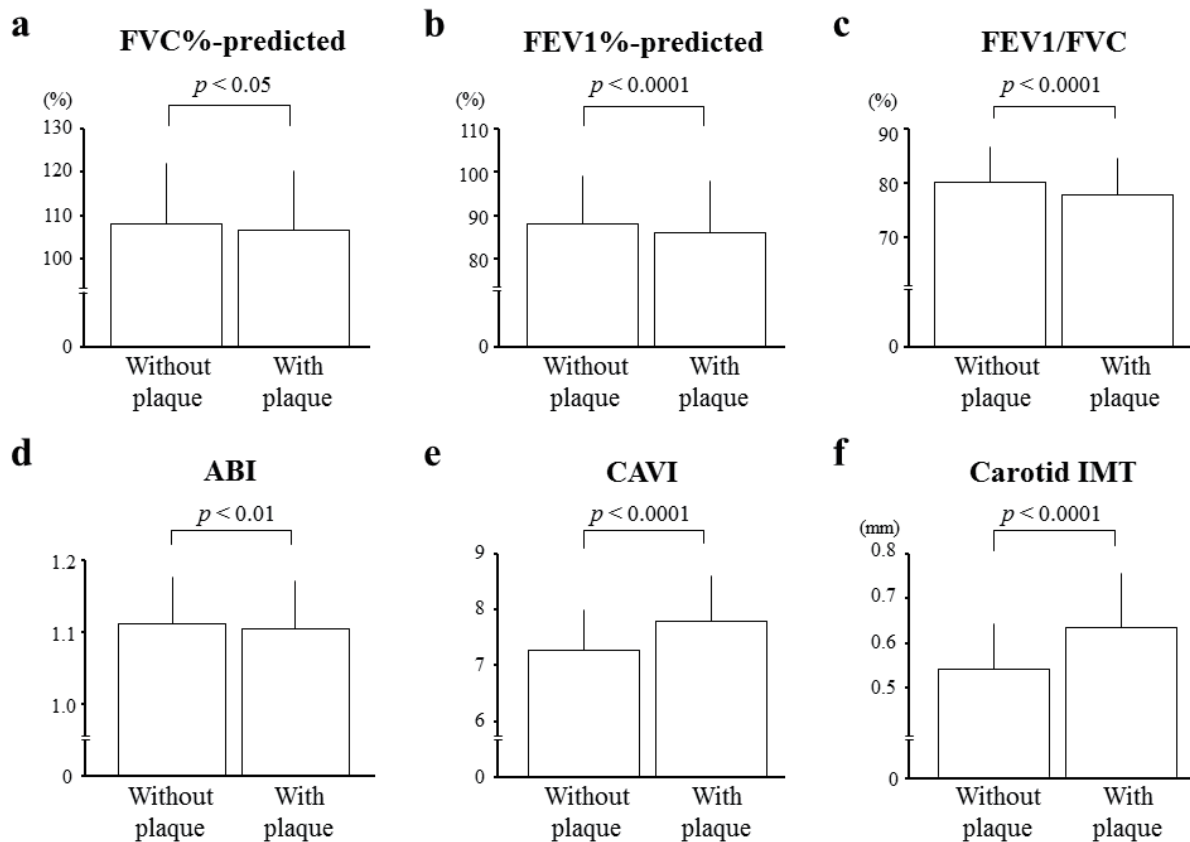 a
FVC%-predicted
p < 0.05
(%)
130
120
110
100
0
Without plaque
With plaque
b
FEV1%-predicted
p < 0.0001
(%)
110
100
90
80
0
Without plaque
With plaque
c
FEV1/FVC
p < 0.0001
(%)
90
80
70
0
Without plaque
With plaque
d
ABI
p < 0.01
1.2
1.1
1.0
0
Without plaque
With plaque
e
CAVI
p < 0.0001
9
8
7
6
0
Without plaque
With plaque
f
Carotid IMT
p < 0.0001
(mm)
0.8
0.7
0.6
0.5
0
Without plaque
With plaque